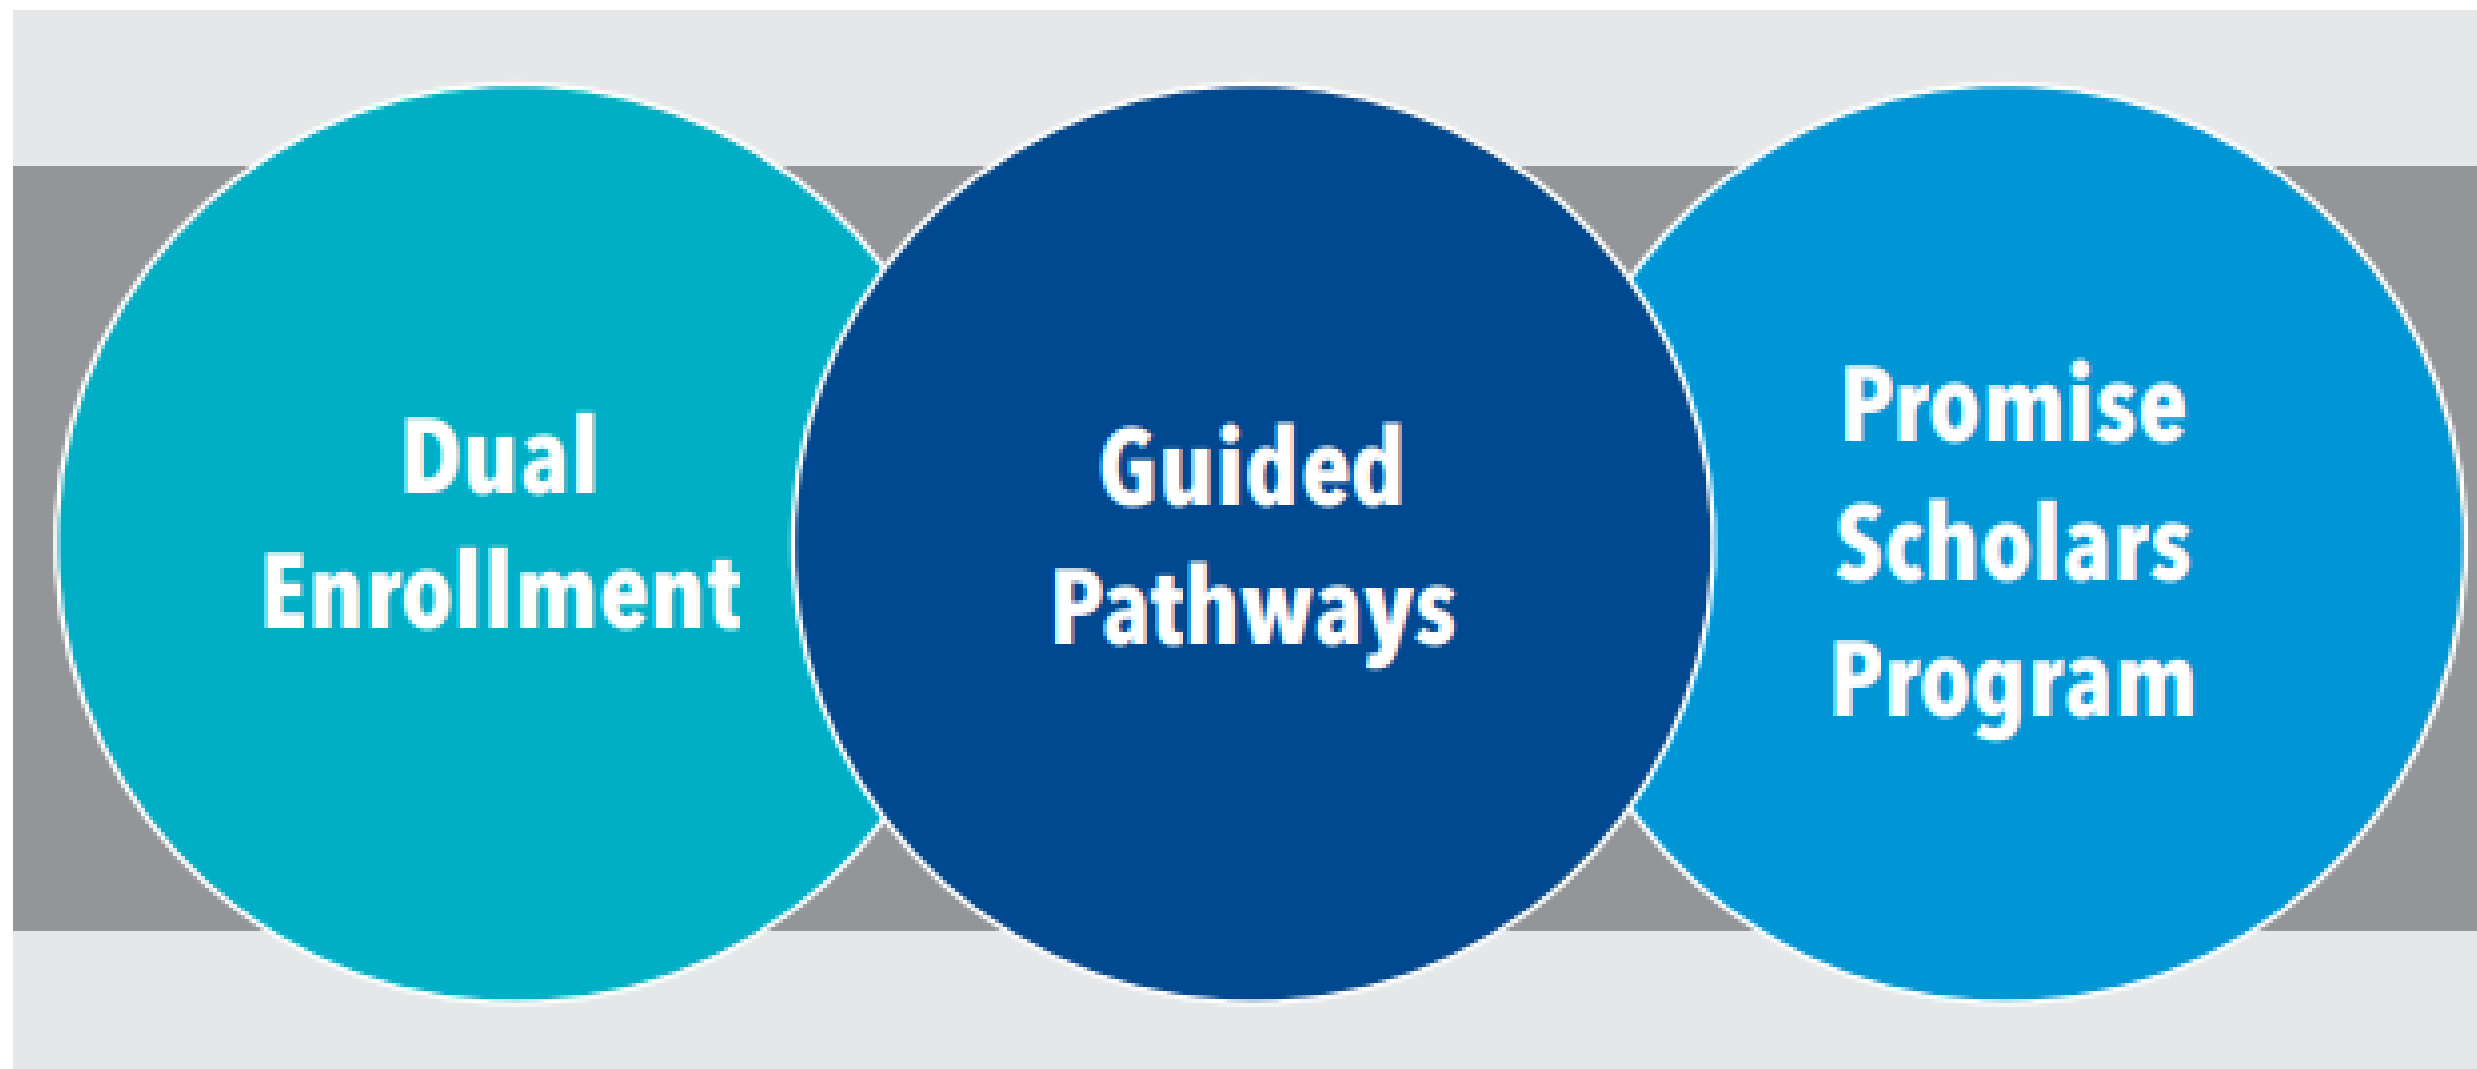 Dual
Enrollment
Guided
Pathways
Promise
Scholars
Program